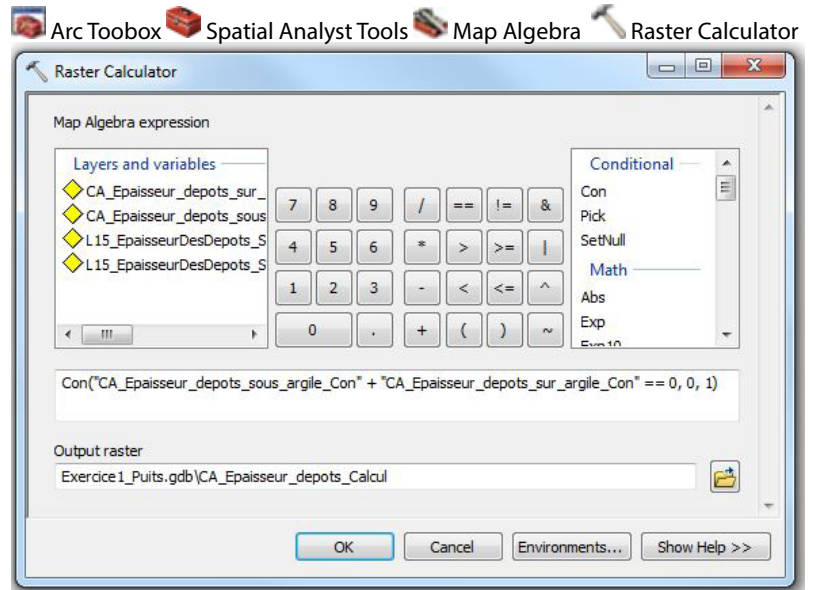 Arc Toobox Spatial Analyst Tools Map Algebra Raster Calculator
Raster Calculator
Map Algebra expression
Layers and variables
CA_Epaisseur_depots_sur_
CA_Epaisseur_depots_sous
L15_EpaisseurDesDepots_S
L15_EpaisseurDesDepots_S
7 8 9 / == != &
4 5 6 * > >= |
1 2 3 - < <= ^
0 . + ( ) ~
Conditional
Con
Pick
SetNull
Math
Abs
Exp
Exp10
Con("CA_Epaisseur_depots_sous_argile_Con" + "CA_Epaisseur_depots_sur_argile_Con" == 0, 0, 1)
Output raster
Exercice1_Puits.gdb\CA_Epaisseur_depots_Calcul
OK Cancel Environments... Show Help >>